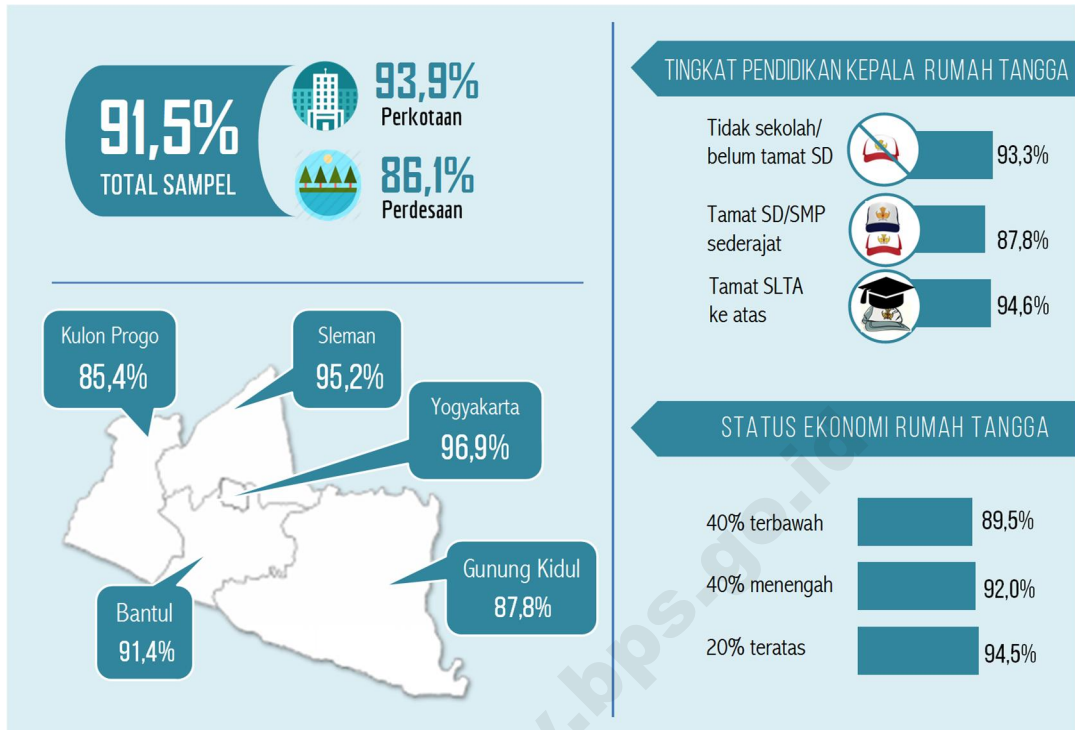 91,5%
TOTAL SAMPEL
93,9%
Perkotaan
86,1%
Perdesaan
Kulon Progo
85,4%
Sleman
95,2%
Yogyakarta
96,9%
Gunung Kidul
87,8%
Bantul
91,4%
TINGKAT PENDIDIKAN KEPALA RUMAH TANGGA
Tidak sekolah/
belum tamat SD
93,3%
Tamat SD/SMP
sederajat
87,8%
Tamat SLTA
ke atas
94,6%
STATUS EKONOMI RUMAH TANGGA
40% terbawah
89,5%
40% menengah
92,0%
20% teratas
94,5%
.bps.go.id